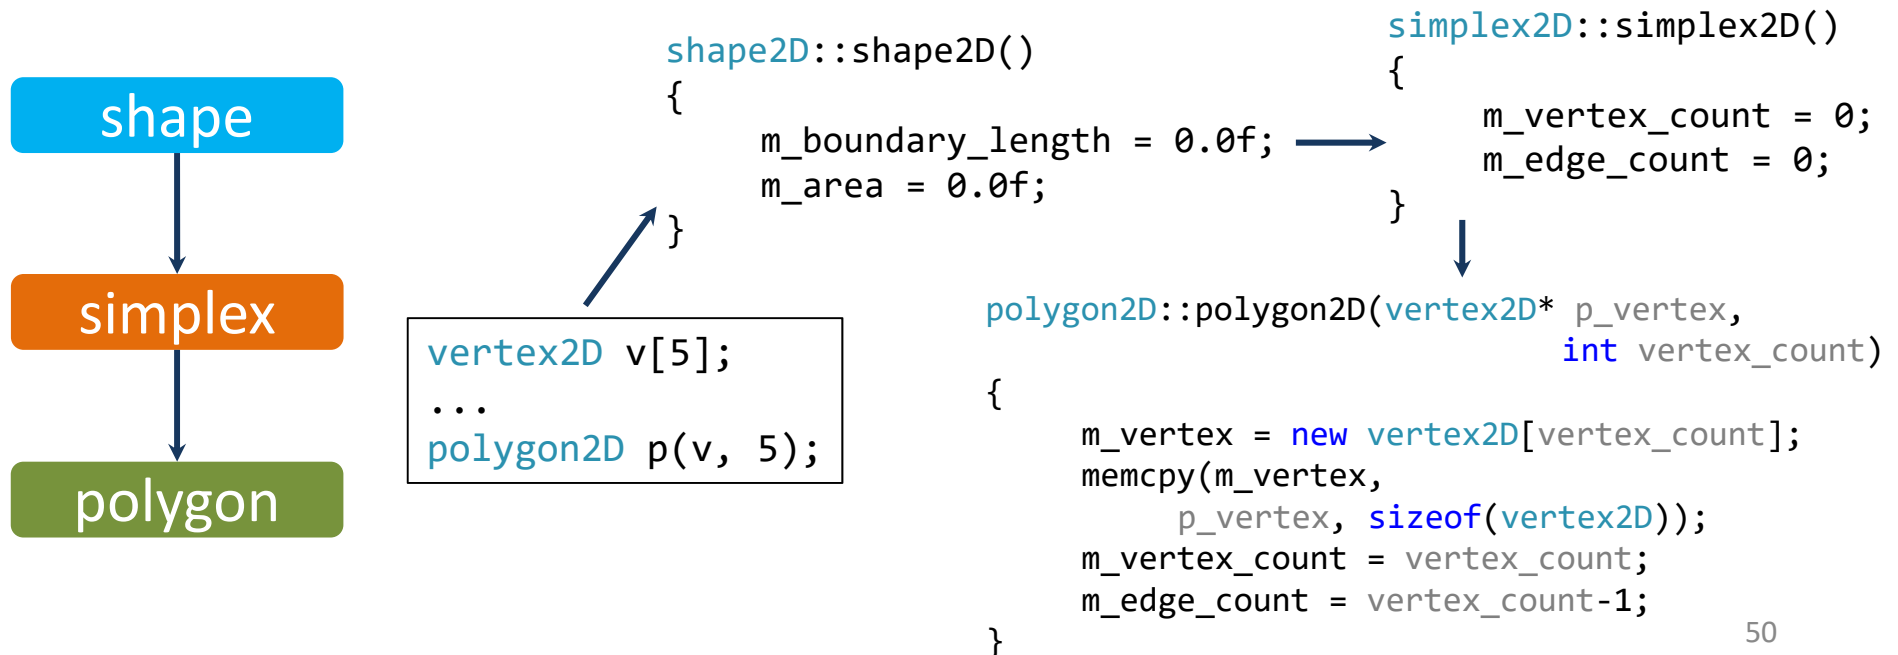 shape
simplex
polygon
vertex2D v[5];
...
polygon2D p(v, 5);
shape2D::shape2D()
{
m_boundary_length = 0.0f;
m_area = 0.0f;
}
simplex2D::simplex2D()
{
m_vertex_count = 0;
m_edge_count = 0;
}
polygon2D::polygon2D(vertex2D* p_vertex,
int vertex_count)
{
m_vertex = new vertex2D[vertex_count];
memcpy(m_vertex,
p_vertex, sizeof(vertex2D));
m_vertex_count = vertex_count;
m_edge_count = vertex_count-1;
}
50